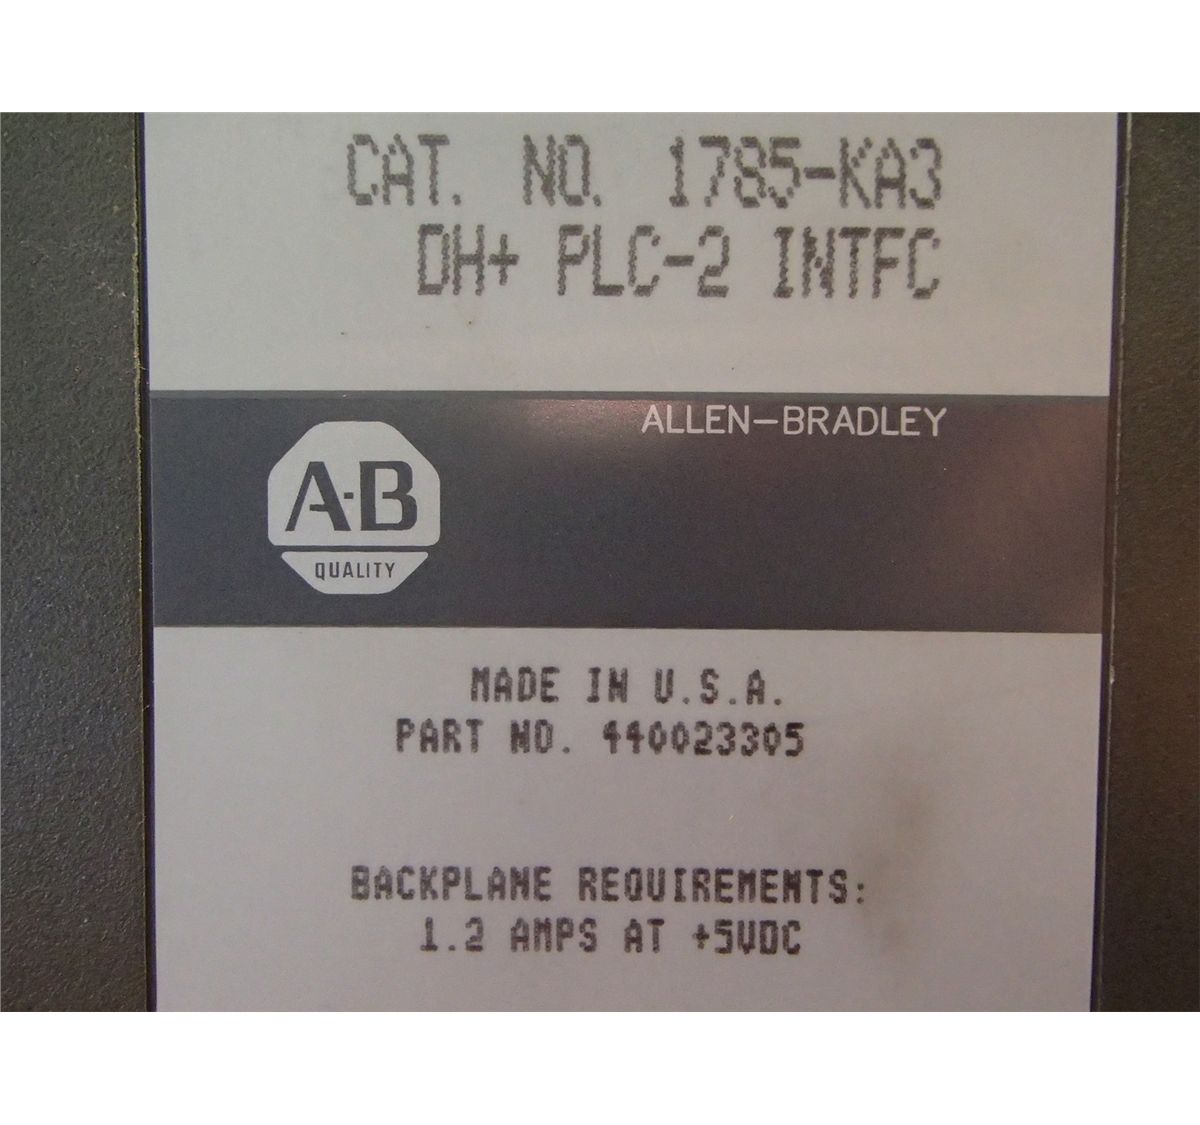 CAT. NO. 1785-KA3
DH+ PLC-2 INTFC
ALLEN-BRADLEY
A-B
QUALITY
MADE IN U.S.A.
PART NO. 440023305
BACKPLANE REQUIREMENTS:
1.2 AMPS AT +5VDC